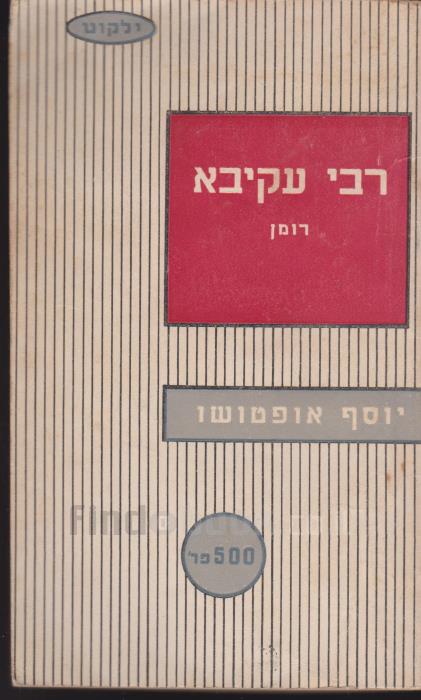 ילקוט
רבי עקיבא
רומן
יוסף אופטושו
500 פר'